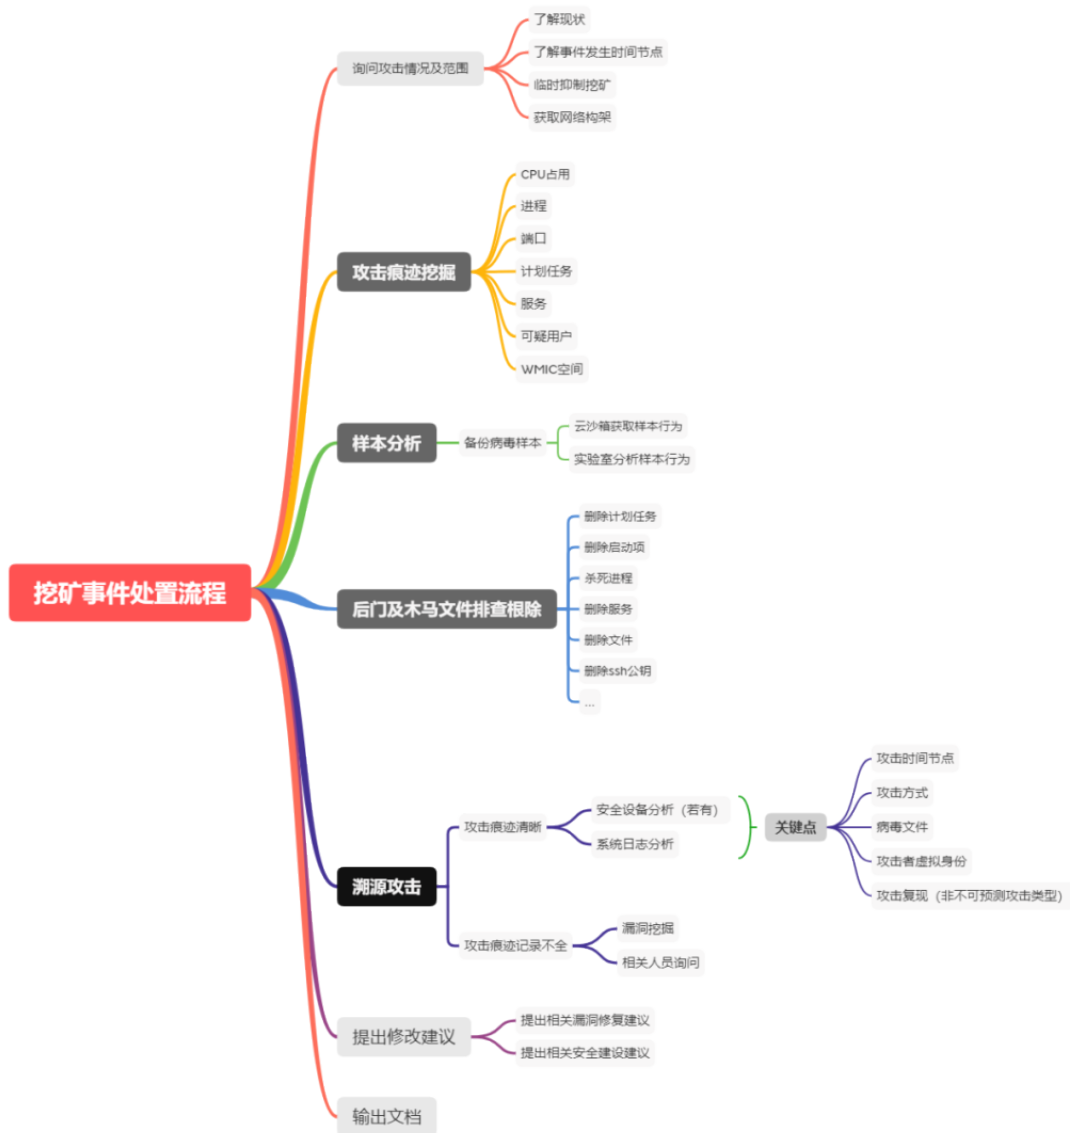 挖矿事件处置流程
询问攻击情况及范围
了解现状
了解事件发生时间节点
临时抑制挖矿
获取网络构架
攻击痕迹挖掘
CPU占用
进程
端口
计划任务
服务
可疑用户
WMIC空间
样本分析
备份病毒样本
云沙箱获取样本行为
实验室分析样本行为
后门及木马文件排查根除
删除计划任务
删除启动项
杀死进程
删除服务
删除文件
删除ssh公钥
...
溯源攻击
攻击痕迹清晰
安全设备分析（若有）
系统日志分析
关键点
攻击时间节点
攻击方式
病毒文件
攻击者虚拟身份
攻击复现（非不可预测攻击类型）
攻击痕迹记录不全
漏洞挖掘
相关人员询问
提出修改建议
提出相关漏洞修复建议
提出相关安全建设建议
输出文档